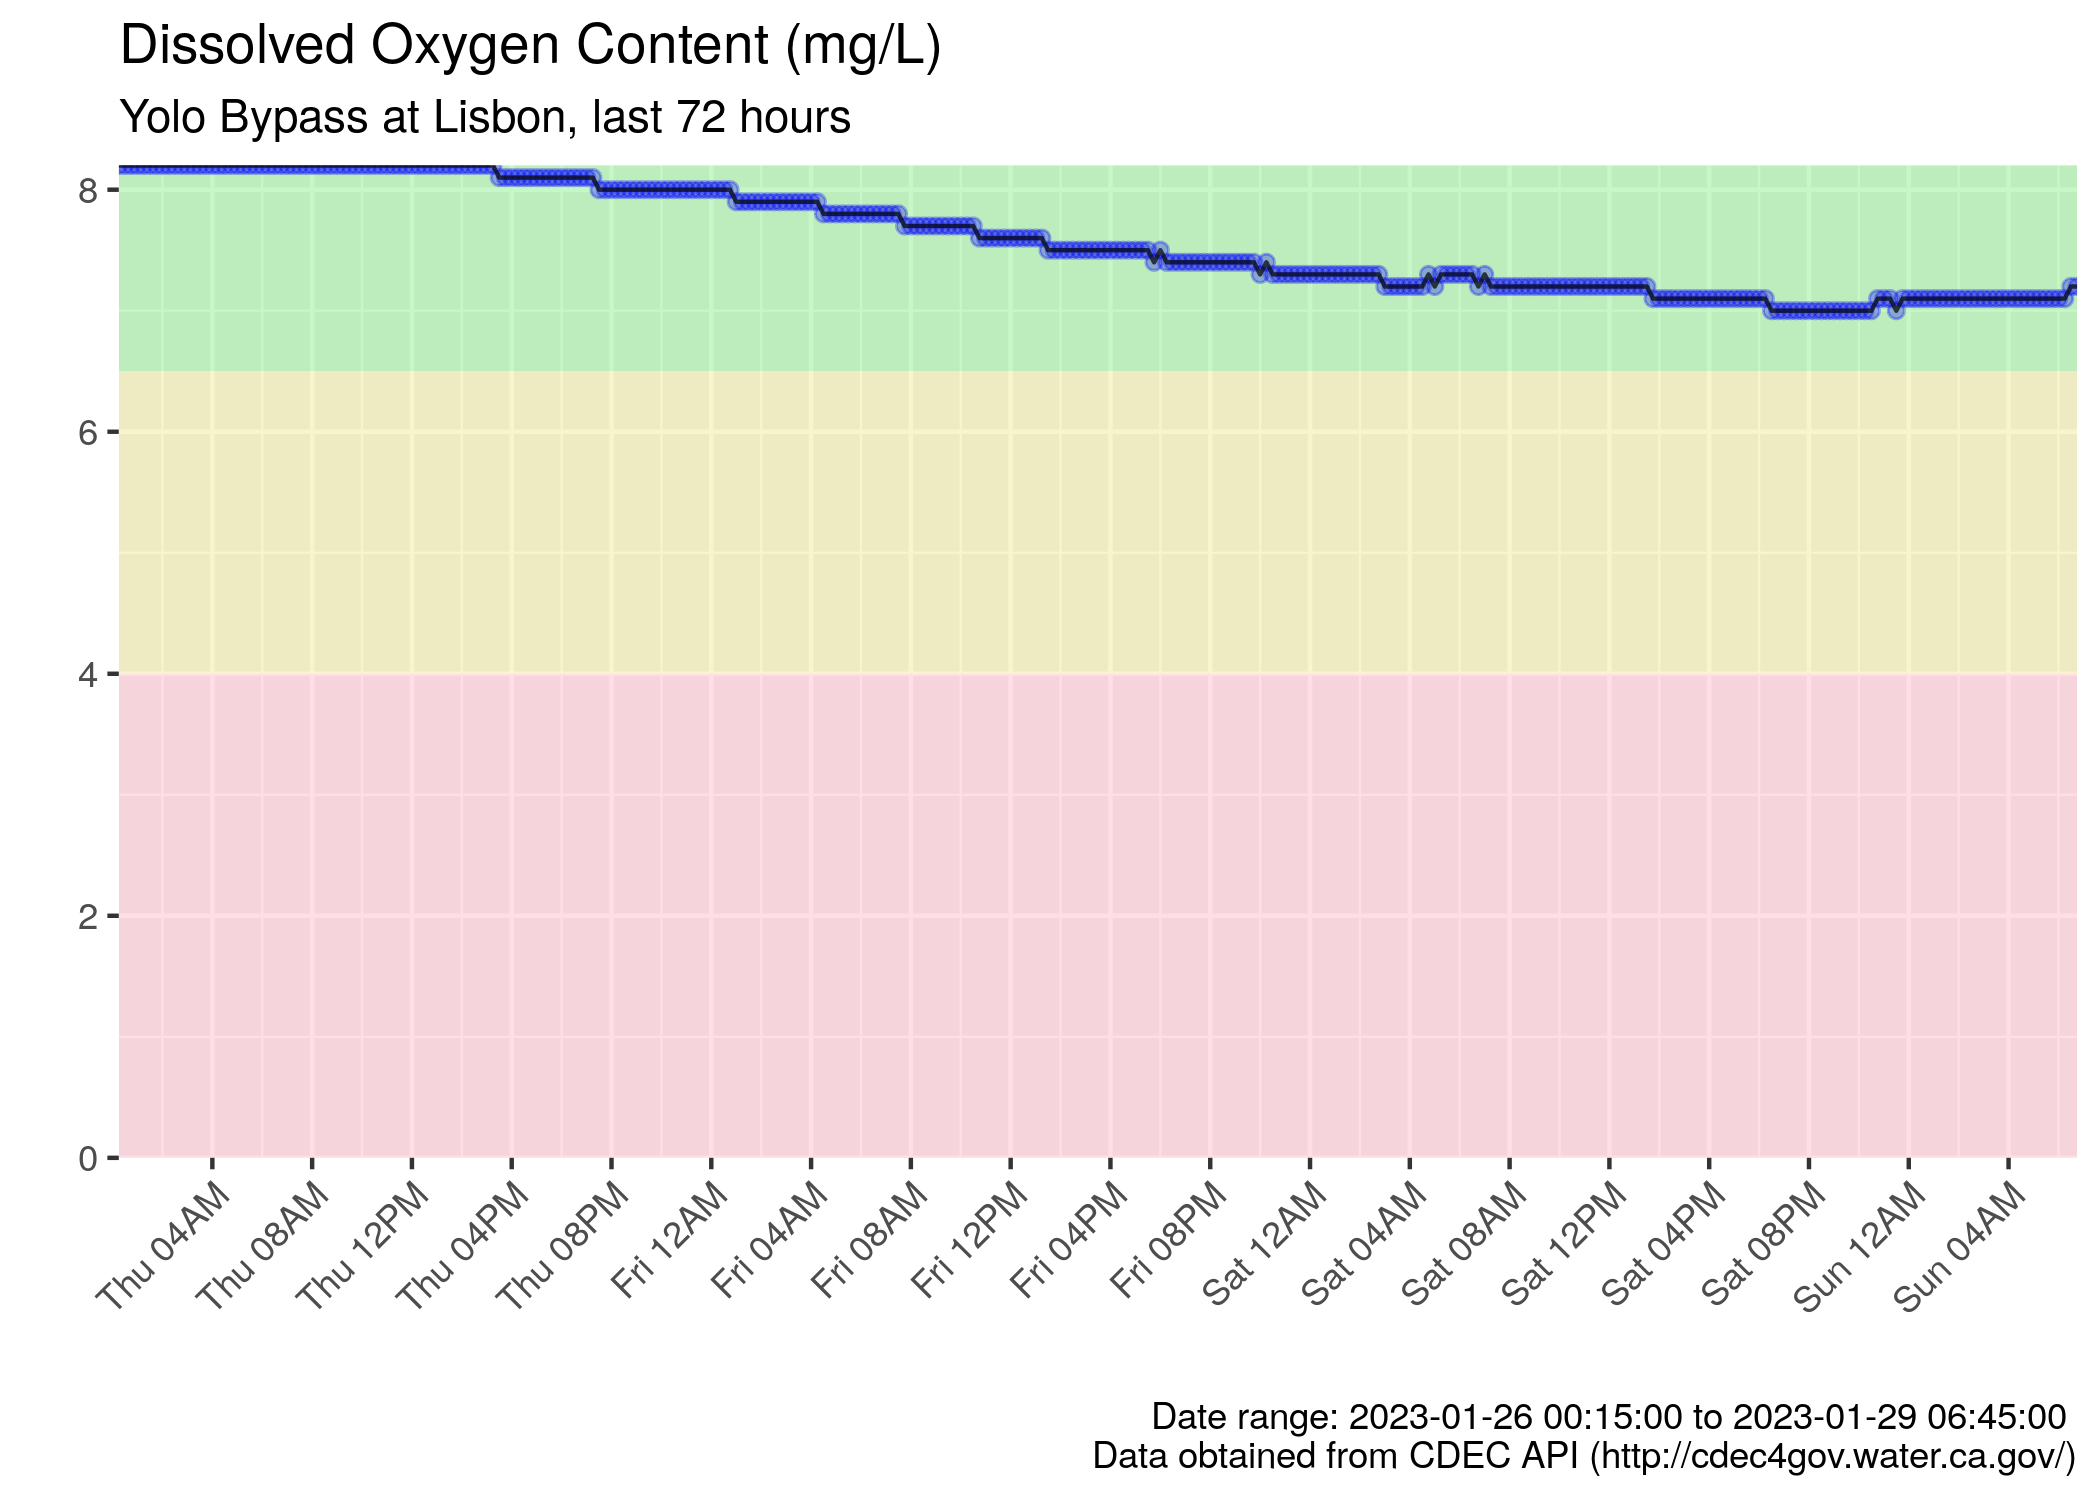 Dissolved Oxygen Content (mg/L)
Yolo Bypass at Lisbon, last 72 hours
8
6
4
2
0
Thu 04AM
Thu 08AM
Thu 12PM
Thu 04PM
Thu 08PM
Fri 12AM
Fri 04AM
Fri 08AM
Fri 12PM
Fri 04PM
Fri 08PM
Sat 12AM
Sat 04AM
Sat 08AM
Sat 12PM
Sat 04PM
Sat 08PM
Sun 12AM
Sun 04AM
Date range: 2023-01-26 00:15:00 to 2023-01-29 06:45:00
Data obtained from CDEC API (http://cdec4gov.water.ca.gov/)